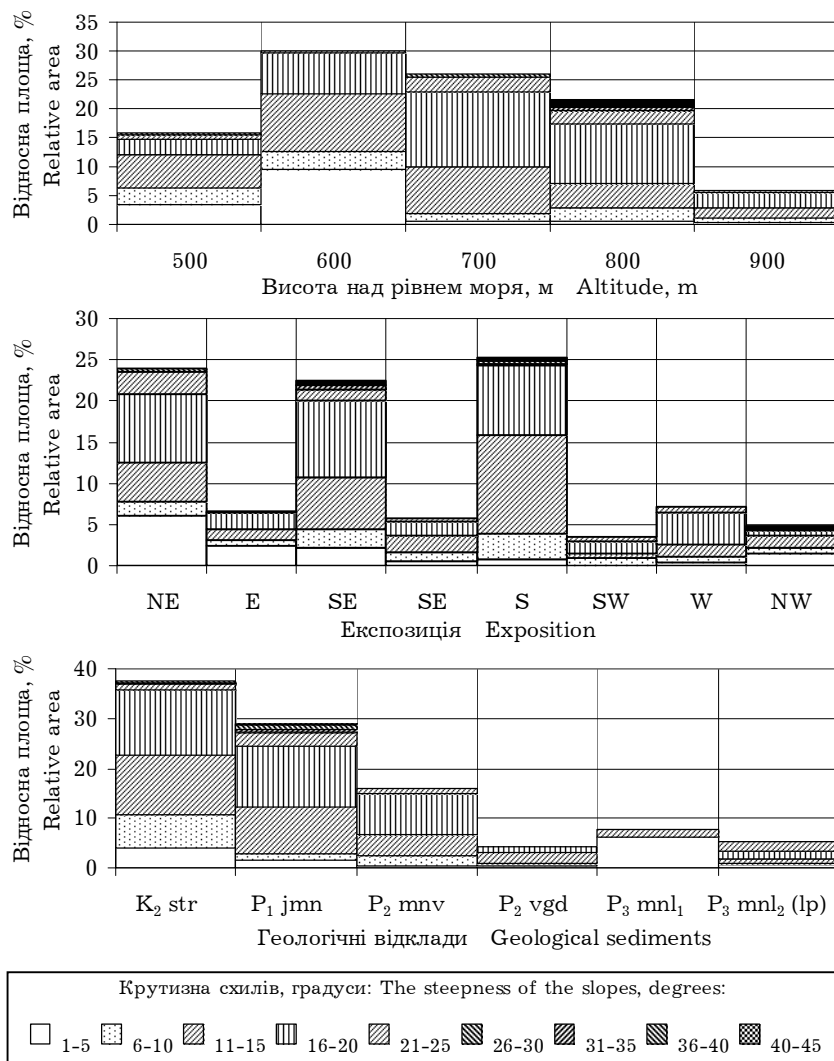 Відносна площа, %
Relative area
35
30
25
20
15
10
5
0
500 600 700 800 900
Висота над рівнем моря, м Altitude, m
Відносна площа, %
Relative area
30
25
20
15
10
5
0
NE E SE SE S SW W NW
Експозиція Exposition
Відносна площа, %
Relative area
40
30
20
10
0
K₂ str P₁ jmn P₂ mnv P₂ vgd P₃ mnl₁ P₃ mnl₂ (lp)
Геологічні відклади Geological sediments
Крутизна схилів, градуси: The steepness of the slopes, degrees:
1-5 6-10 11-15 16-20 21-25 26-30 31-35 36-40 40-45